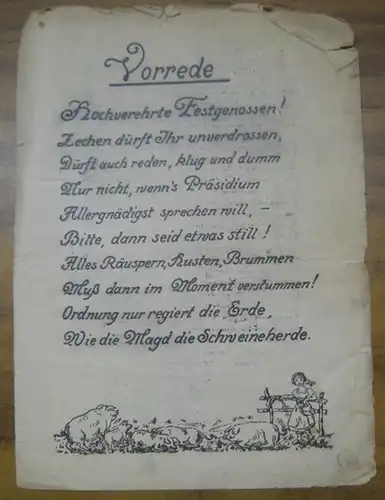 Vorrede
Hochverehrte Festgenossen!
Zechen dürft Ihr unverdrossen,
Dürft auch reden, klug und dumm
Nur nicht, wenn's Präsidium
Allergnädigst sprechen will, –
Bitte, dann seid etwas still!
Alles Räuspern, Husten, Brummen
Muß dann im Moment verstummen!
Ordnung nur regiert die Erde,
Wie die Magd die Schweineherde.